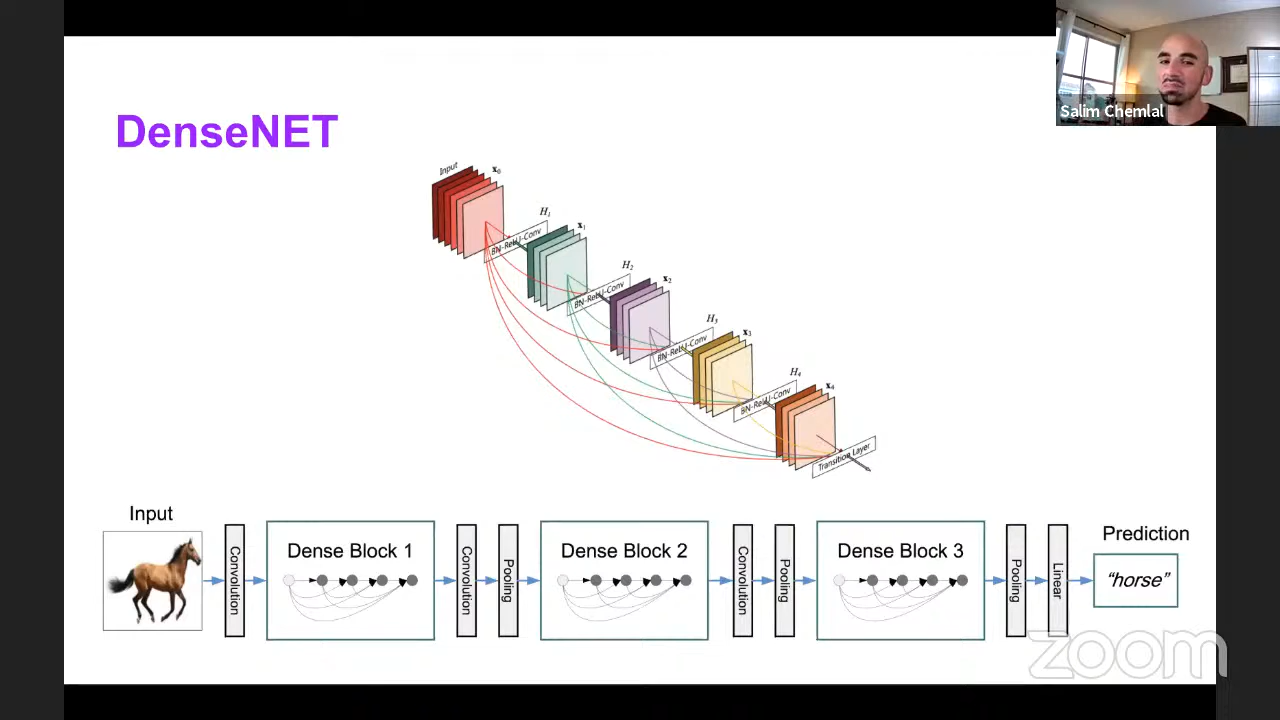 Salim Chemlal
DenseNET
Input
x0
H1
BN-ReLU-Conv
x1
H2
BN-ReLU-Conv
x2
H3
BN-ReLU-Conv
x3
H4
BN-ReLU-Conv
x4
Transition Layer
Input
Convolution
Dense Block 1
Convolution
Pooling
Dense Block 2
Convolution
Pooling
Dense Block 3
Pooling
Linear
Prediction
“horse”
zoom